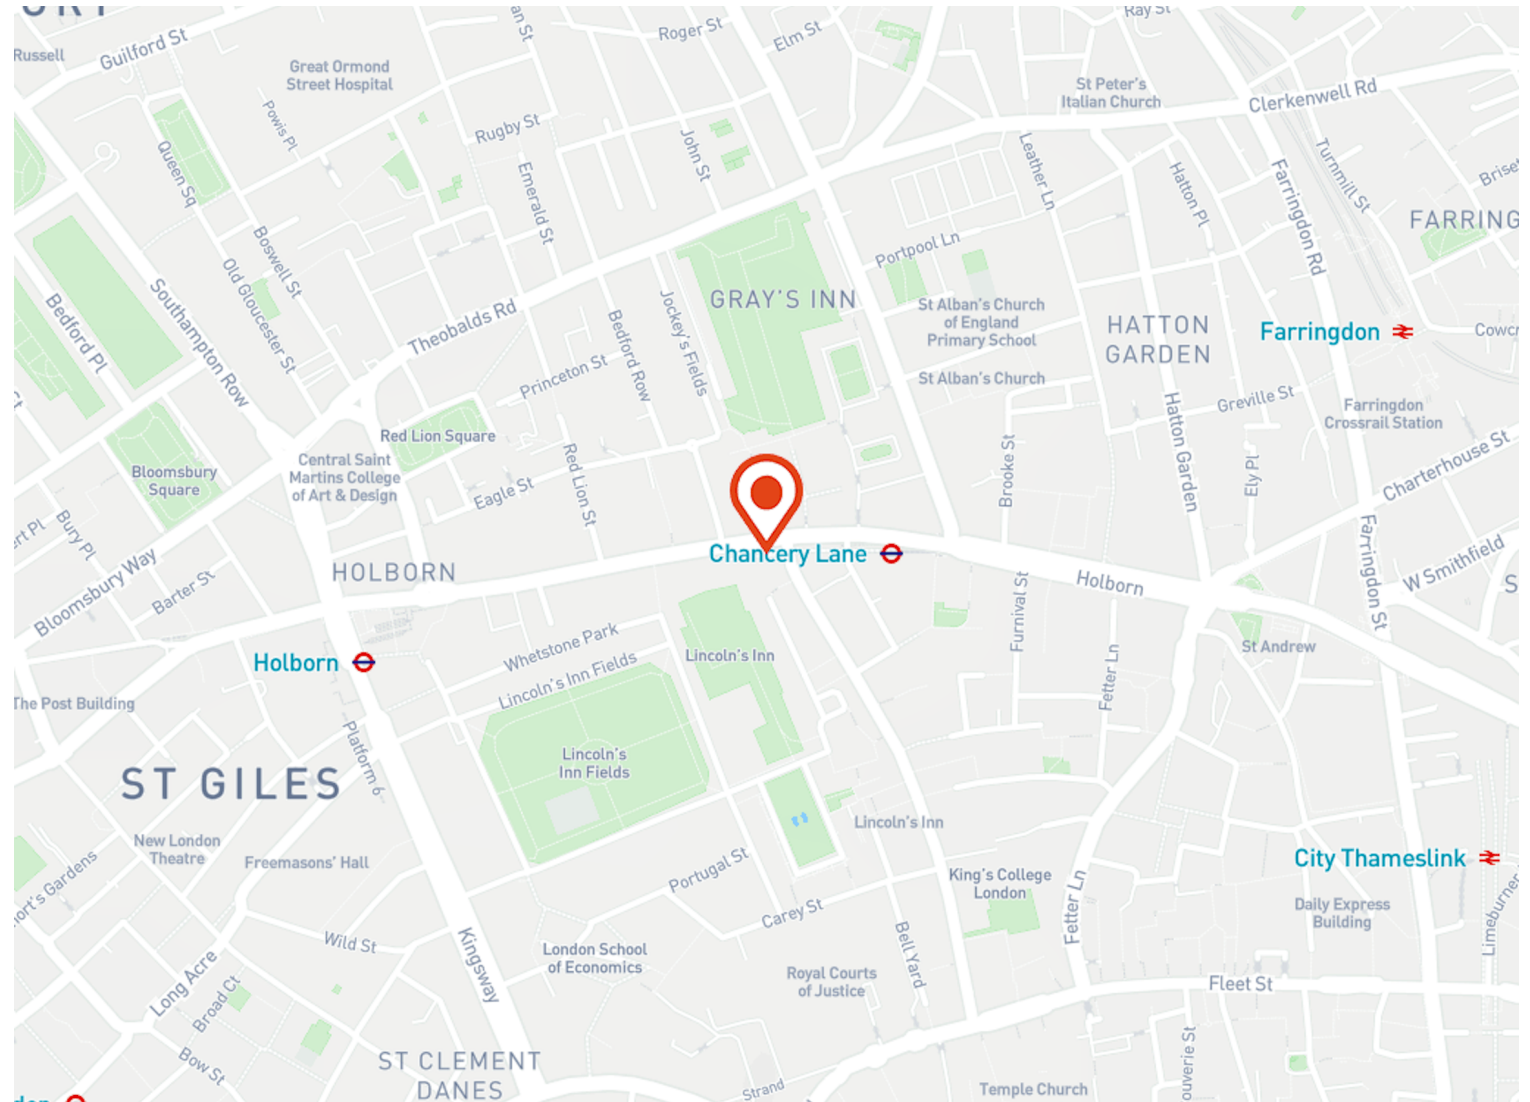 Guilford St
Russell
Great Ormond
Street Hospital
Roger St
Elm St
Ray St
St Peter's
Italian Church
Clerkenwell Rd
Powis Pl
Queen Sq
Rugby St
John St
Emerald St
Leather Ln
Hatton Pl
Turnmill St
Farringdon Rd
Boswell St
Old Gloucester St
Southampton Row
Bedford Pl
Theobalds Rd
Portpool Ln
GRAY'S INN
Jockey's Fields
Bedford Row
Princeton St
St Alban's Church
of England
Primary School
St Alban's Church
HATTON
GARDEN
Farringdon
Greville St
Farringdon
Crossrail Station
Charterhouse St
Red Lion Square
Central Saint
Martins College
of Art & Design
Bloomsbury
Square
Eagle St
Red Lion St
Brooke St
Hatton Garden
Ely Pl
Bury Pl
Bloomsbury Way
Barter St
HOLBORN
Chancery Lane
Holborn
W Smithfield
Farringdon St
Furnival St
Fetter Ln
St Andrew
Holborn
Whetstone Park
Lincoln's Inn Fields
Lincoln's Inn
The Post Building
Platform 6
Lincoln's
Inn Fields
ST GILES
New London
Theatre
Freemasons' Hall
Lincoln's Inn
Portugal St
Carey St
King's College
London
Fetter Ln
City Thameslink
Daily Express
Building
Wild St
Long Acre
Broad Ct
Bow St
Kingsway
London School
of Economics
Royal Courts
of Justice
Bell Yard
Fleet St
ST CLEMENT
DANES
Strand
Temple Church